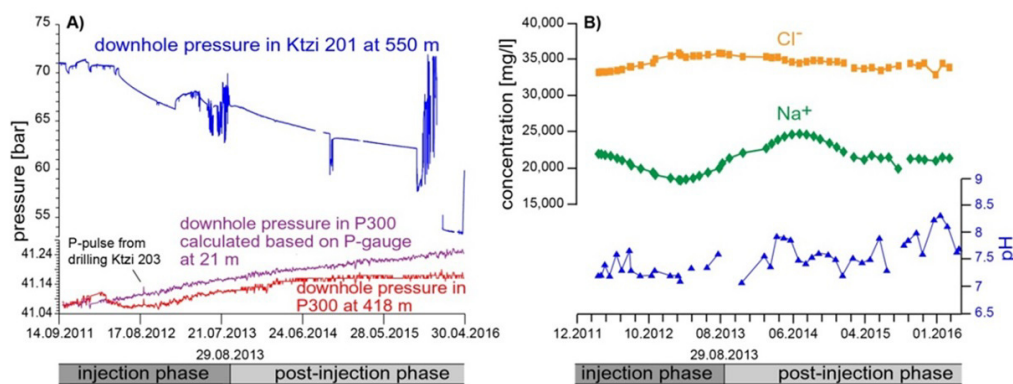 A)
75
70
65
60
55
41.24
41.14
41.04
pressure [bar]
downhole pressure in Ktzi 201 at 550 m
downhole pressure in P300
calculated based on P-gauge
at 21 m
P-pulse from
drilling Ktzi 203
downhole pressure in
P300 at 418 m
14.09.2011 17.08.2012 21.07.2013 24.06.2014 28.05.2015 30.04.2016
29.08.2013
injection phase post-injection phase
B)
40,000
35,000
30,000
25,000
20,000
15,000
concentration [mg/l]
Cl⁻
Na⁺
9
8.5
8
7.5
7
6.5
pH
12.2011 10.2012 08.2013 06.2014 04.2015 01.2016
29.08.2013
injection phase post-injection phase